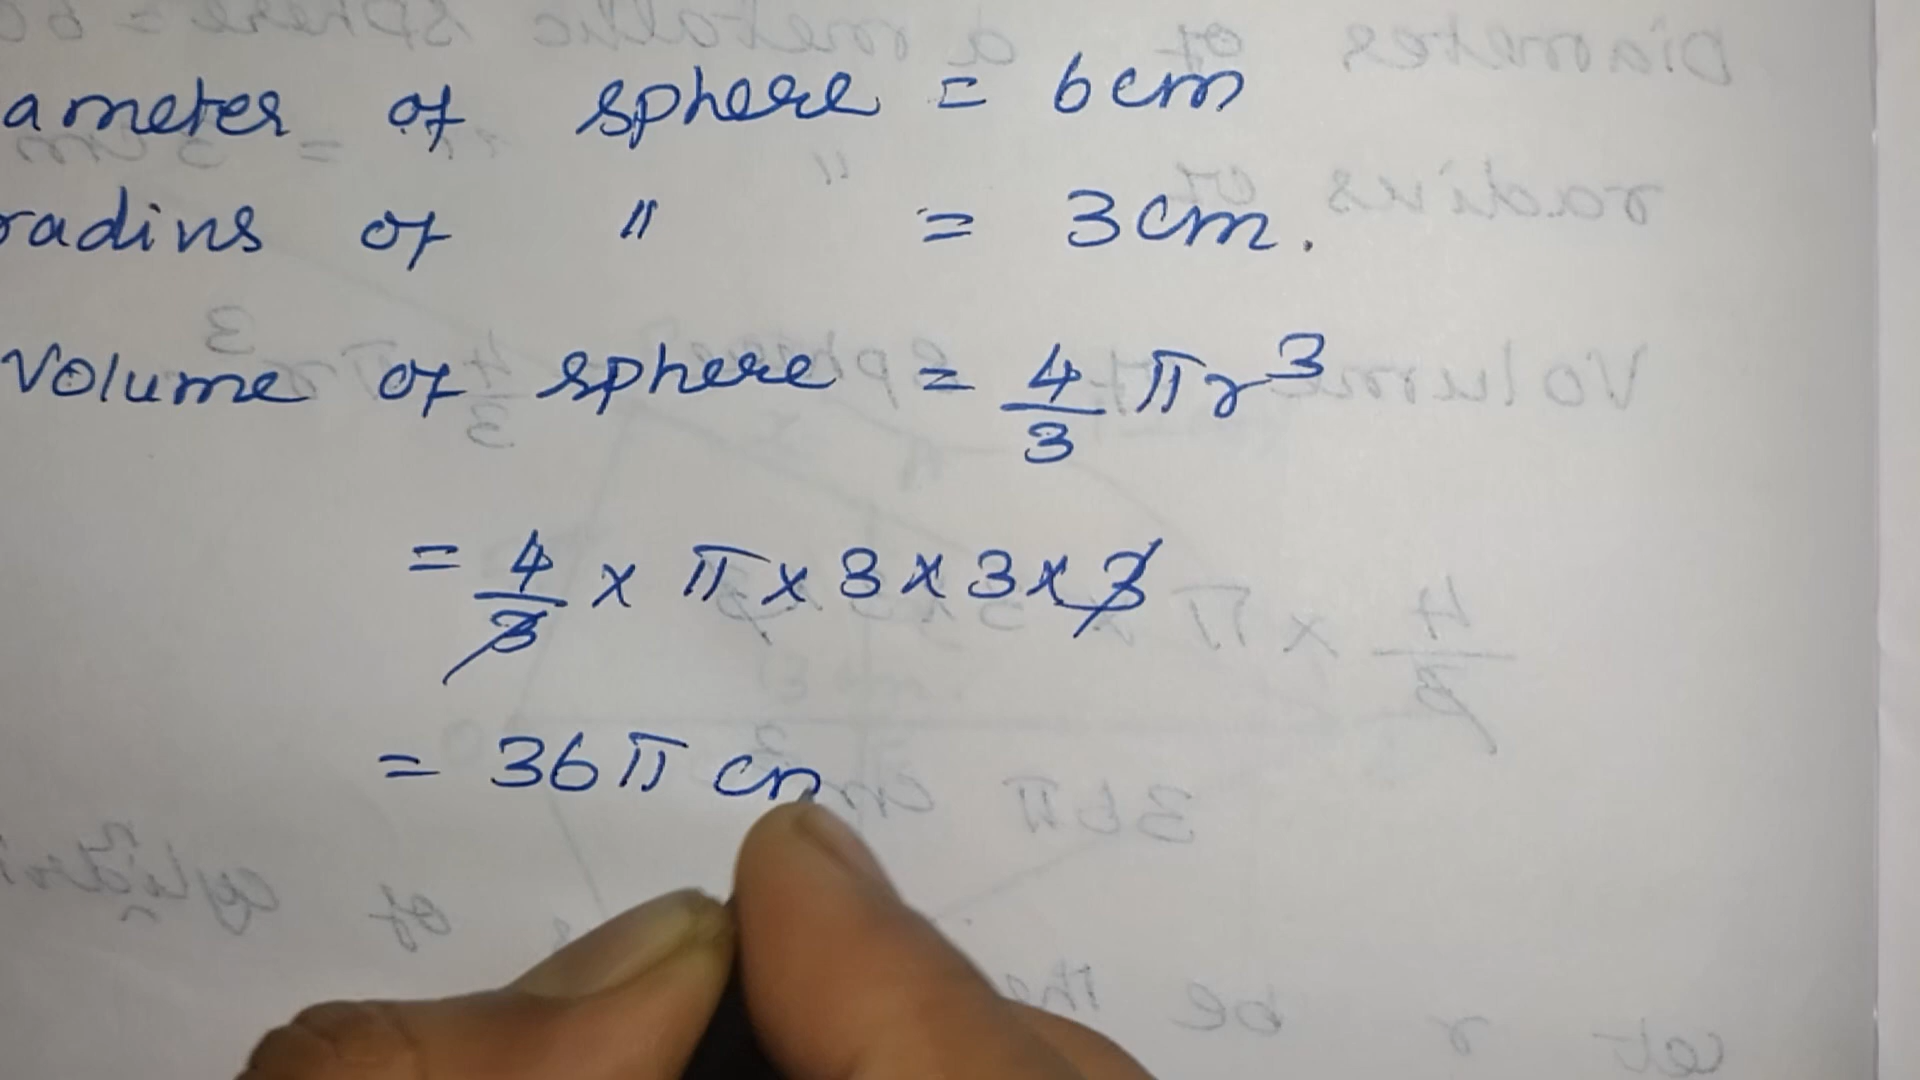 ameter of sphere = 6cm
radius of " = 3cm.
Volume of sphere = 4/3 πr³
= 4/3 × π × 3 × 3 × 3
= 36π cm